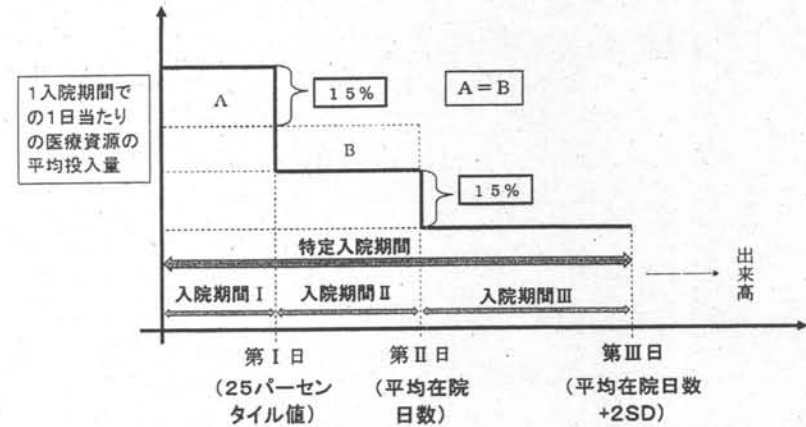 1入院期間で
の1日当たり
の医療資源の
平均投入量
A
15%
A=B
B
15%
特定入院期間
出来高
入院期間Ⅰ
入院期間Ⅱ
入院期間Ⅲ
第Ⅰ日
(25パーセン
タイル値)
第Ⅱ日
(平均在院
日数)
第Ⅲ日
(平均在院日数
+2SD)